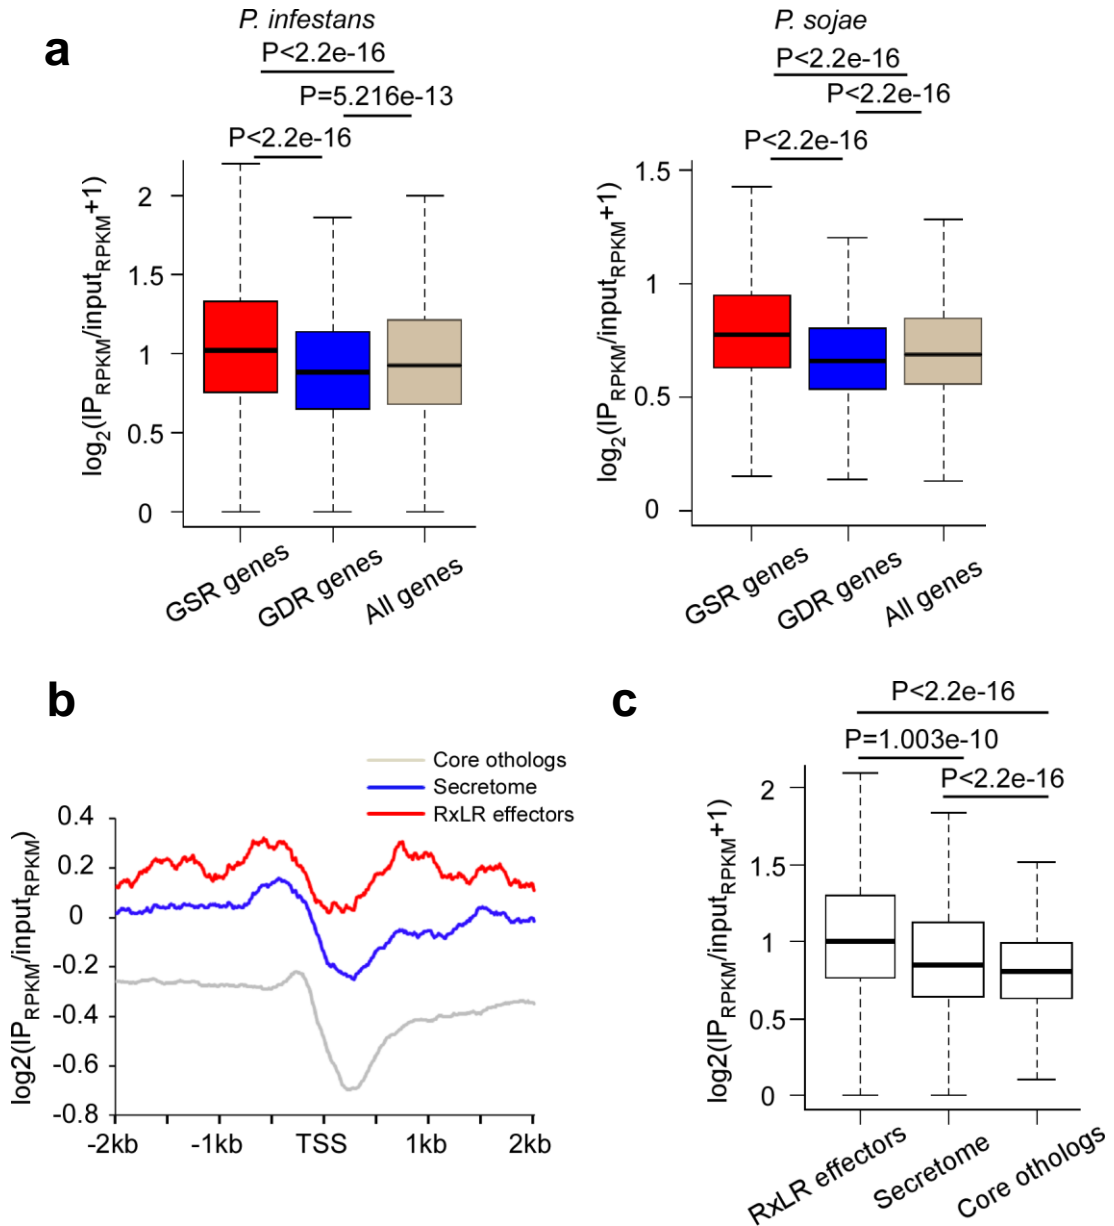 a
P. infestans
P<2.2e-16
P=5.216e-13
P<2.2e-16
log2(IPRPKM/inputRPKM+1)
2
1.5
1
0.5
0
GSR genes
GDR genes
All genes
P. sojae
P<2.2e-16
P<2.2e-16
P<2.2e-16
log2(IPRPKM/inputRPKM+1)
1.5
1
0.5
0
GSR genes
GDR genes
All genes
b
Core othologs
Secretome
RxLR effectors
log2(IPRPKM/inputRPKM)
0.4
0.2
0
-0.2
-0.4
-0.6
-0.8
-2kb
-1kb
TSS
1kb
2kb
c
P<2.2e-16
P=1.003e-10
P<2.2e-16
log2(IPRPKM/inputRPKM+1)
2
1.5
1
0.5
0
RxLR effectors
Secretome
Core othologs